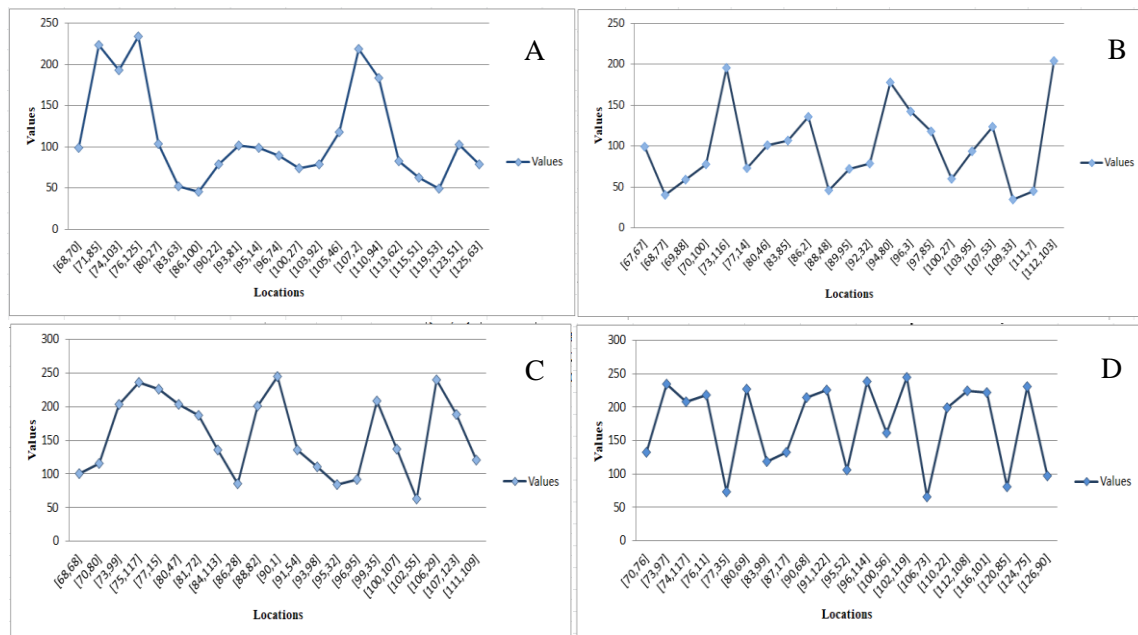 A
250
200
150
100
50
0
Values
[68,70] [71,85] [74,103] [76,125] [80,27] [83,63] [86,100] [90,22] [93,81] [95,14] [96,74] [100,27] [103,92] [105,46] [107,2] [110,94] [113,62] [115,51] [119,53] [123,51] [125,63]
Locations
Values
B
250
200
150
100
50
0
Values
[67,67] [68,77] [69,88] [70,100] [73,116] [77,14] [80,46] [83,85] [86,2] [88,48] [89,95] [92,32] [94,80] [96,3] [97,85] [100,27] [103,95] [107,53] [109,33] [111,7] [112,103]
Locations
Values
C
300
250
200
150
100
50
0
Values
[68,68] [70,80] [73,99] [75,117] [77,15] [80,47] [81,72] [84,113] [86,28] [88,82] [90,1] [91,54] [93,98] [95,32] [96,95] [99,35] [100,107] [102,55] [106,29] [107,123] [111,109]
Locations
Values
D
300
250
200
150
100
50
0
Values
[70,76] [73,97] [74,117] [76,11] [77,35] [80,69] [83,99] [87,17] [90,68] [91,122] [95,52] [96,114] [100,56] [102,119] [106,73] [110,22] [112,108] [116,101] [120,85] [124,75] [126,90]
Locations
Values